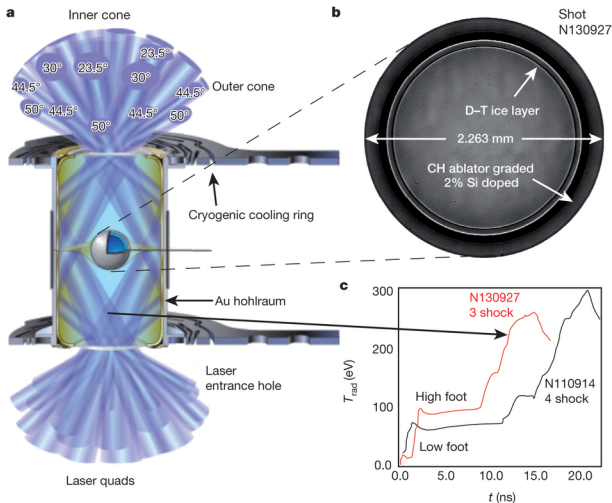 a
Inner cone
23.5°
30°
23.5°
30°
44.5°
44.5°
50°
44.5°
44.5°
50°
50°
Outer cone
Cryogenic cooling ring
Au hohlraum
Laser
entrance hole
Laser quads
b
Shot
N130927
D–T ice layer
2.263 mm
CH ablator graded
2% Si doped
c
300
200
100
0.0
T rad (eV)
N130927
3 shock
N110914
4 shock
High foot
Low foot
0.0
5.0
10.0
15.0
20.0
t (ns)